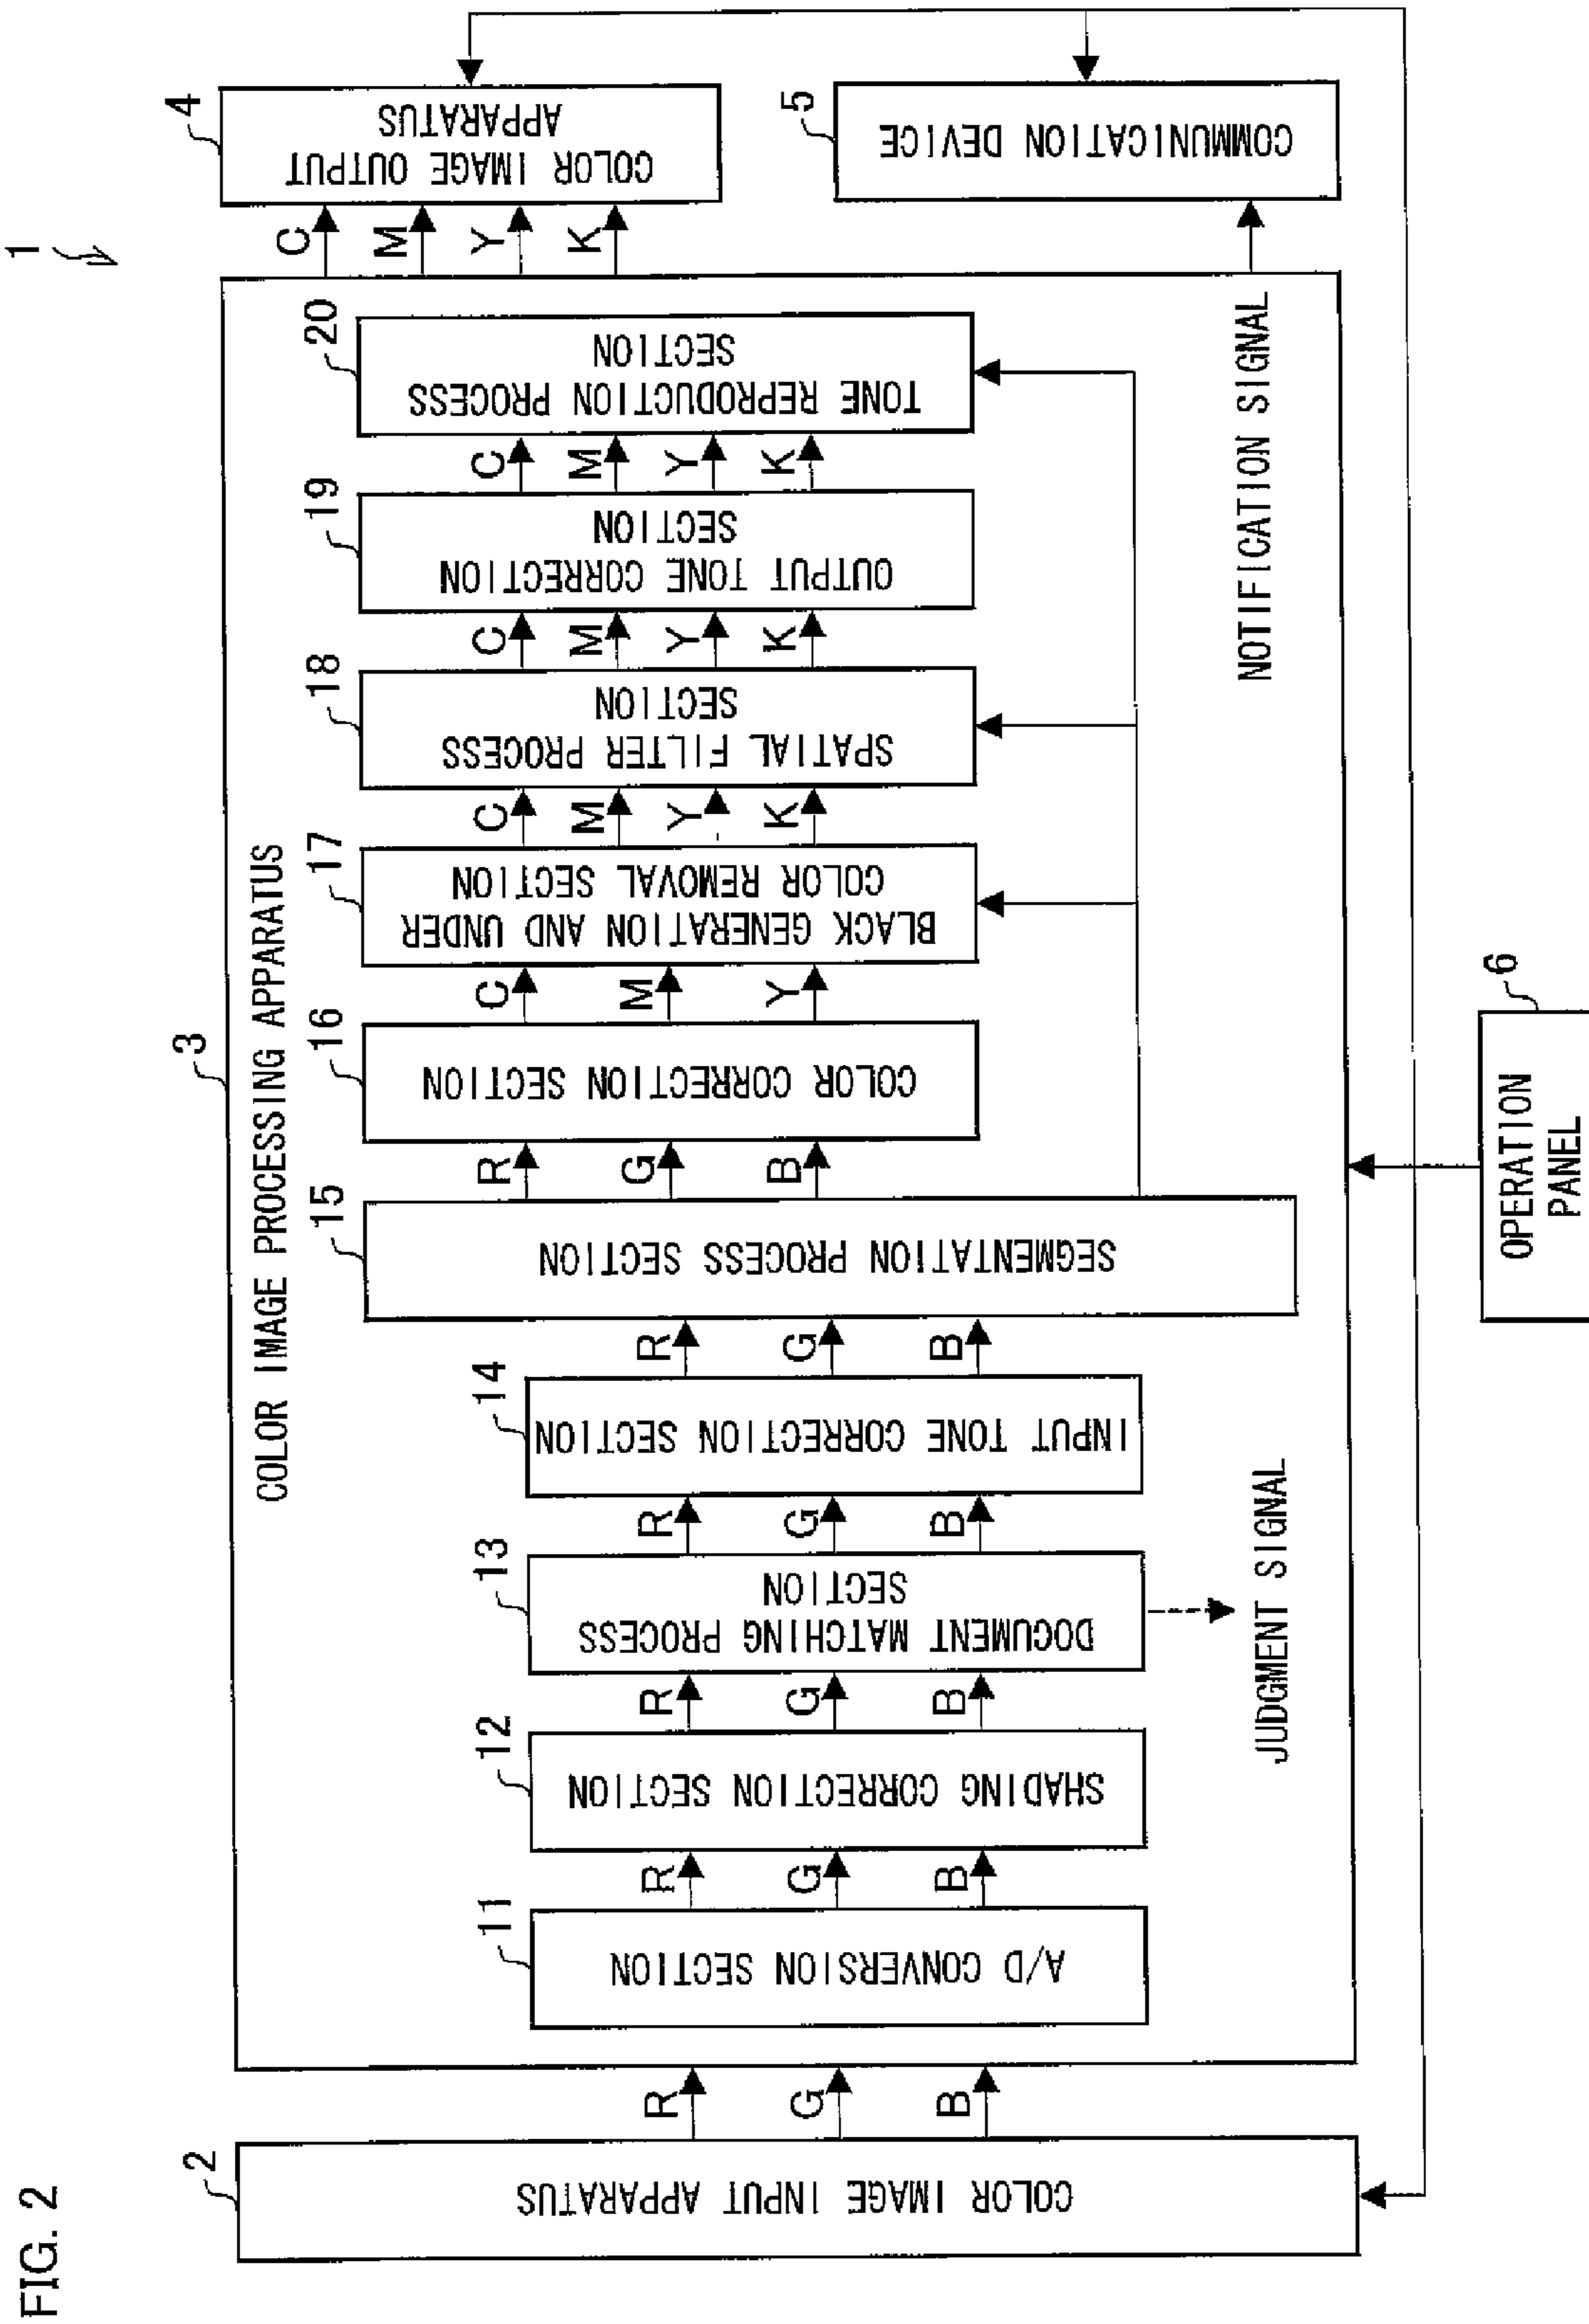 FIG. 2
1
3
COLOR IMAGE PROCESSING APPARATUS
2
COLOR IMAGE INPUT APPARATUS
R
G
B
11
A/D CONVERSION SECTION
R
G
B
12
SHADING CORRECTION SECTION
R
G
B
13
DOCUMENT MATCHING PROCESS
SECTION
JUDGMENT SIGNAL
R
G
B
14
INPUT TONE CORRECTION SECTION
R
G
B
15
SEGMENTATION PROCESS SECTION
R
G
B
16
COLOR CORRECTION SECTION
C
M
Y
17
BLACK GENERATION AND UNDER
COLOR REMOVAL SECTION
C
M
Y
K
18
SPATIAL FILTER PROCESS
SECTION
C
M
Y
K
19
OUTPUT TONE CORRECTION
SECTION
C
M
Y
K
20
TONE REPRODUCTION PROCESS
SECTION
C
M
Y
K
4
COLOR IMAGE OUTPUT
APPARATUS
NOTIFICATION SIGNAL
5
COMMUNICATION DEVICE
6
OPERATION
PANEL